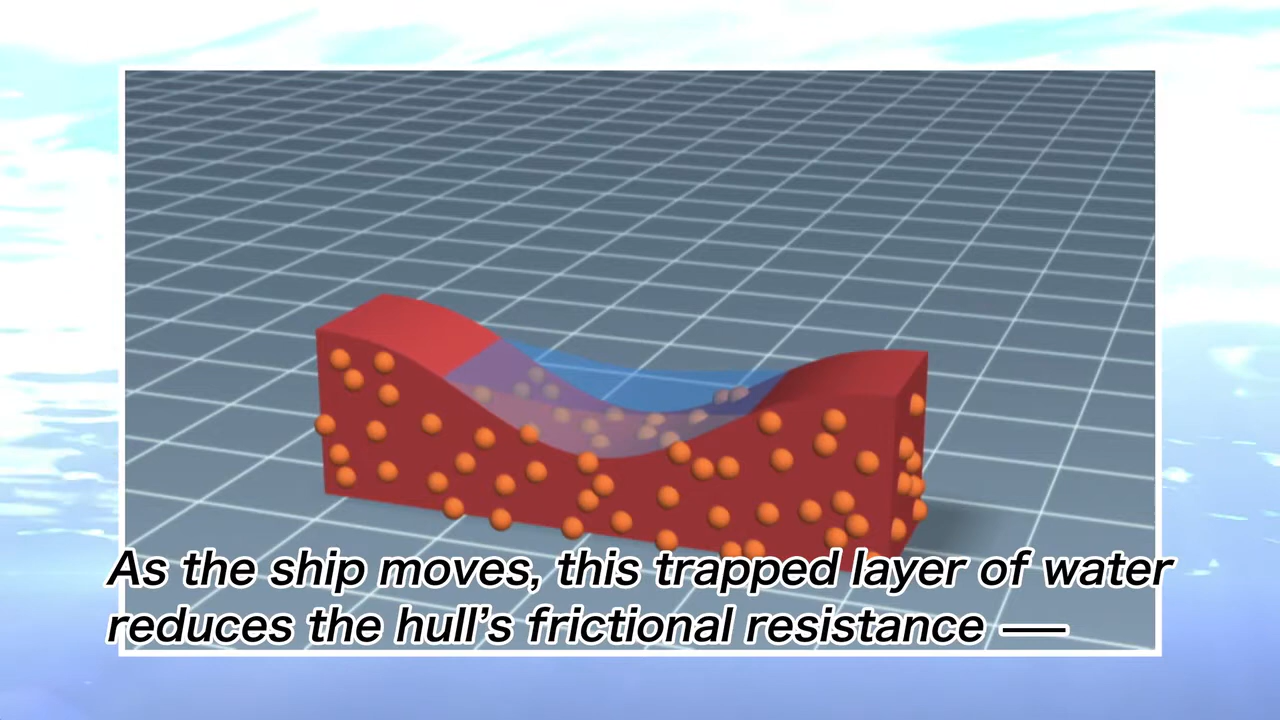 As the ship moves, this trapped layer of water
reduces the hull’s frictional resistance —